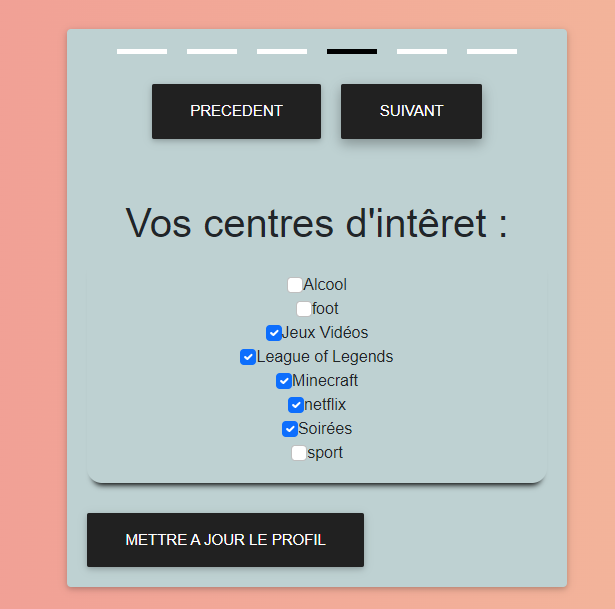 PRECEDENT
SUIVANT
Vos centres d'intêret :
Alcool
foot
Jeux Vidéos
League of Legends
Minecraft
netflix
Soirées
sport
METTRE A JOUR LE PROFIL